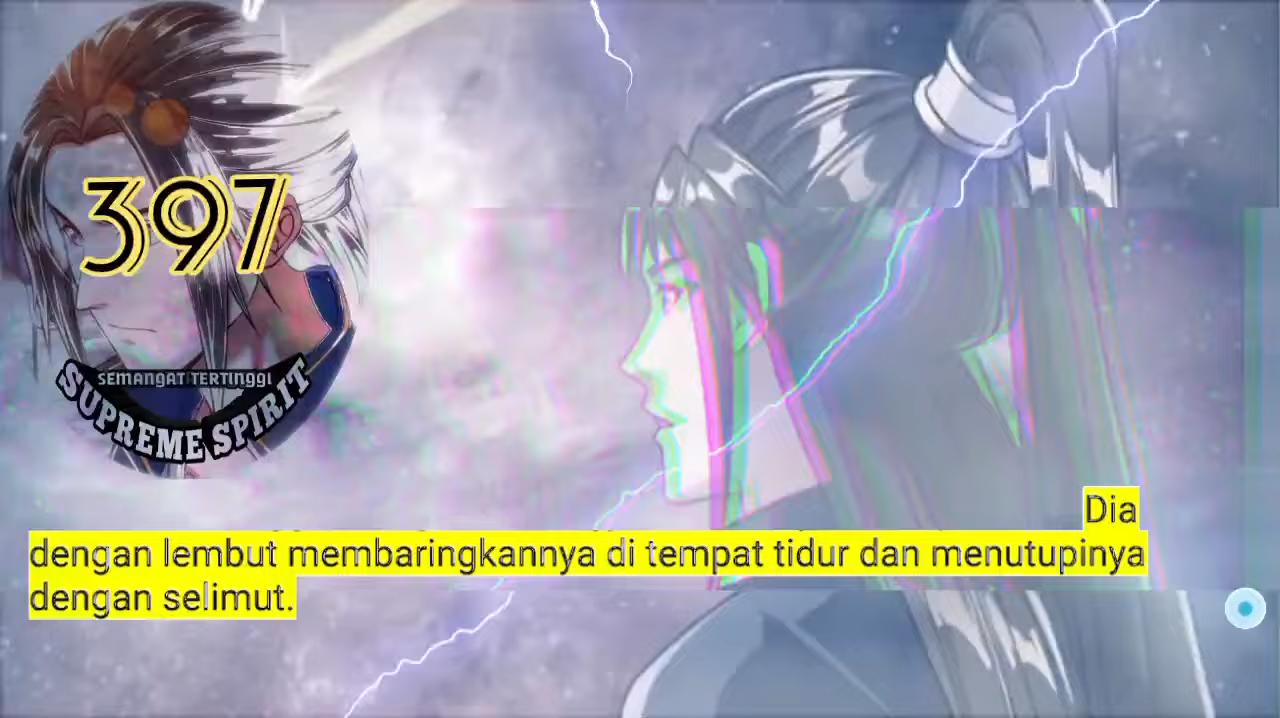 397
SEMANGAT TERTINGGI
SUPREME SPIRIT
Dia
dengan lembut membaringkannya di tempat tidur dan menutupinya
dengan selimut.